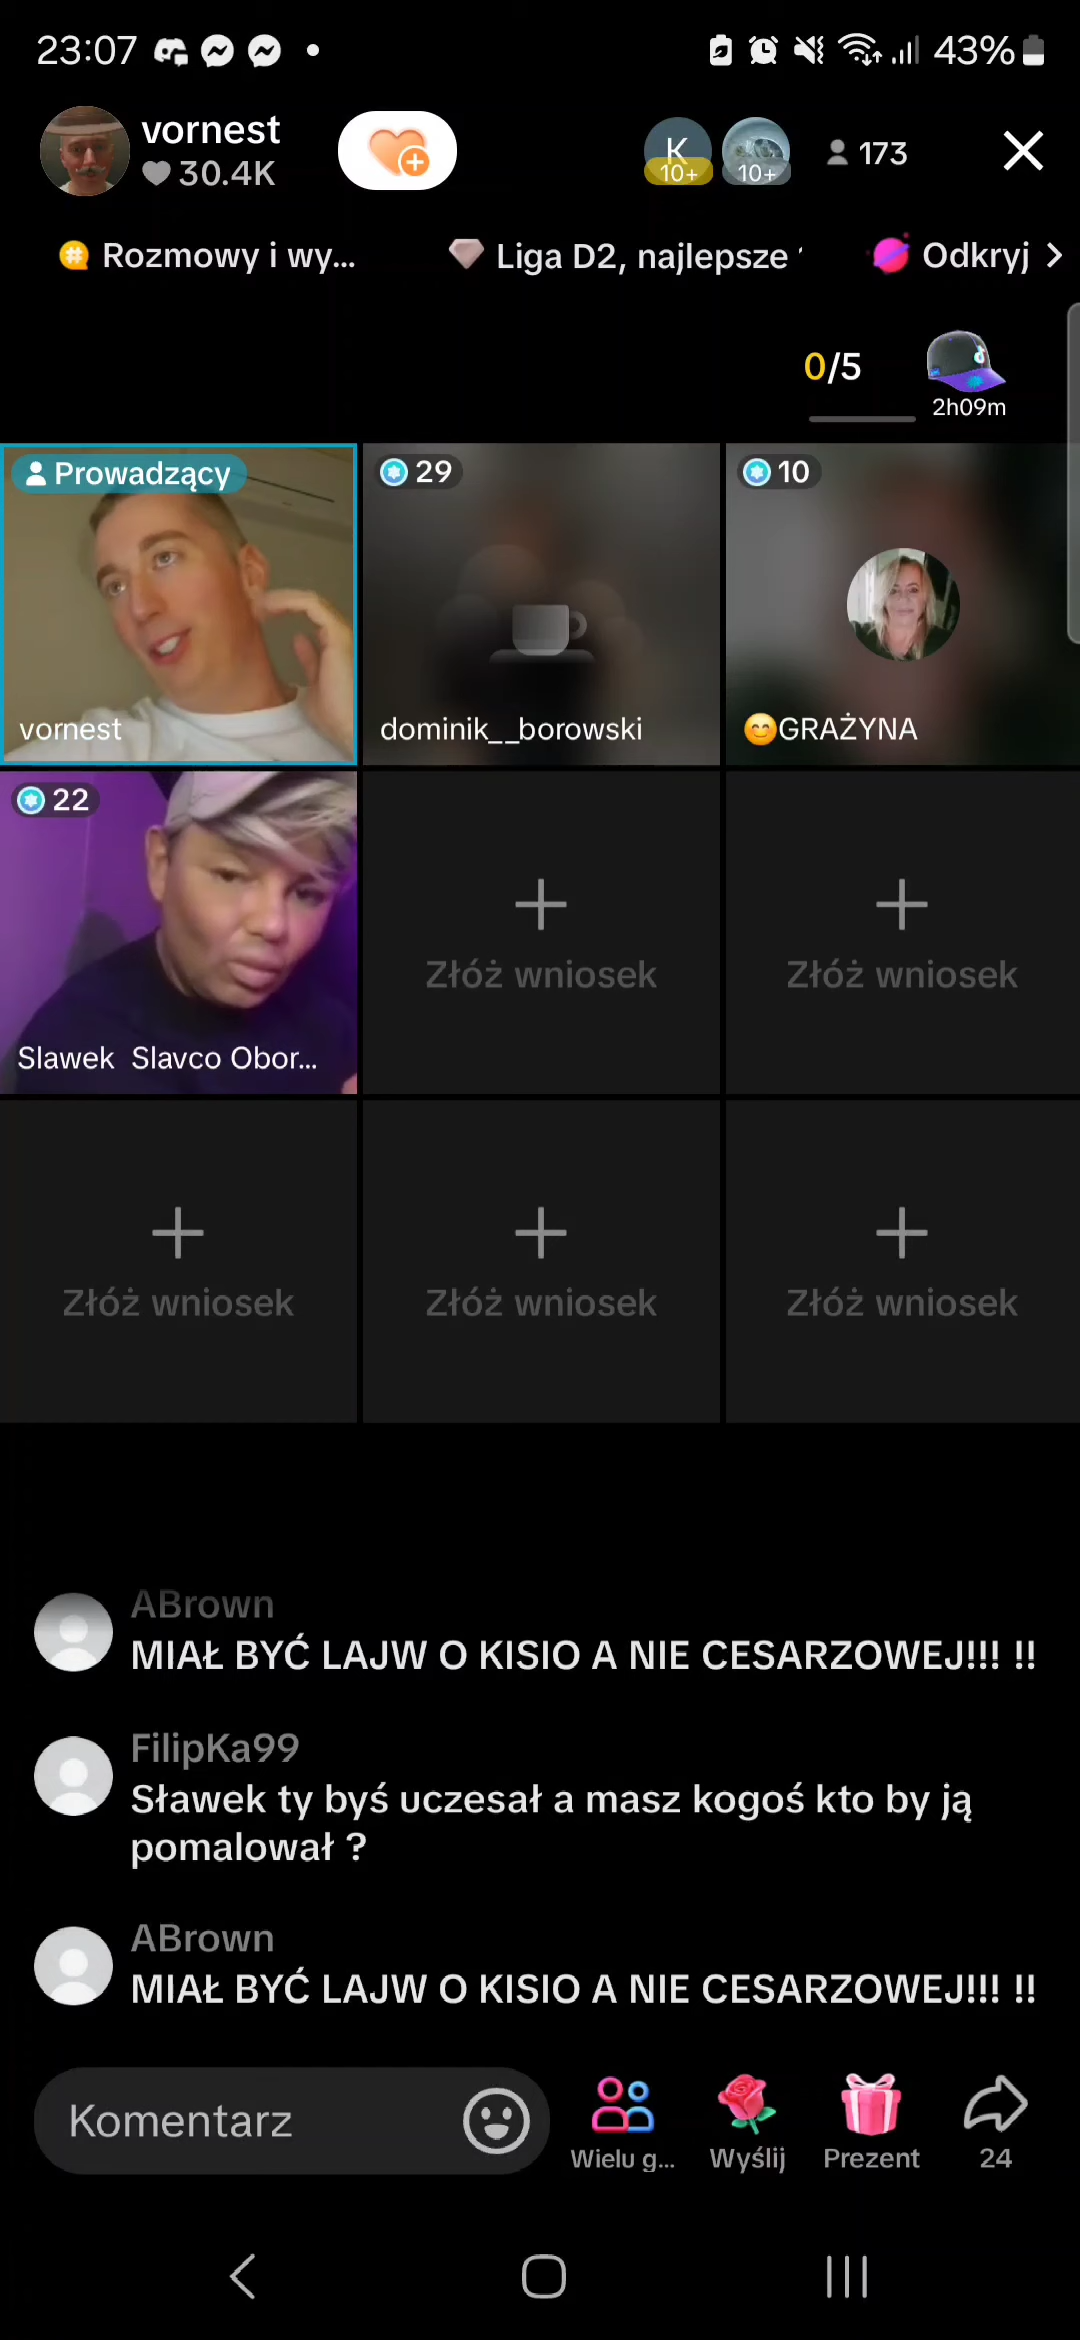 23:07
43%
vornest
30.4K
K
10+
10+
173
Rozmowy i wy...
Liga D2, najlepsze
Odkryj
0/5
2h09m
Prowadzący
vornest
29
dominik__borowski
10
😊GRAŻYNA
22
Slawek Slavco Obor...
Złóż wniosek
Złóż wniosek
Złóż wniosek
Złóż wniosek
Złóż wniosek
ABrown
MIAŁ BYĆ LAJW O KISIO A NIE CESARZOWEJ!!! !!
FilipKa99
Sławek ty byś uczesał a masz kogoś kto by ją
pomalował ?
ABrown
MIAŁ BYĆ LAJW O KISIO A NIE CESARZOWEJ!!! !!
Komentarz
Wielu g...
Wyślij
Prezent
24